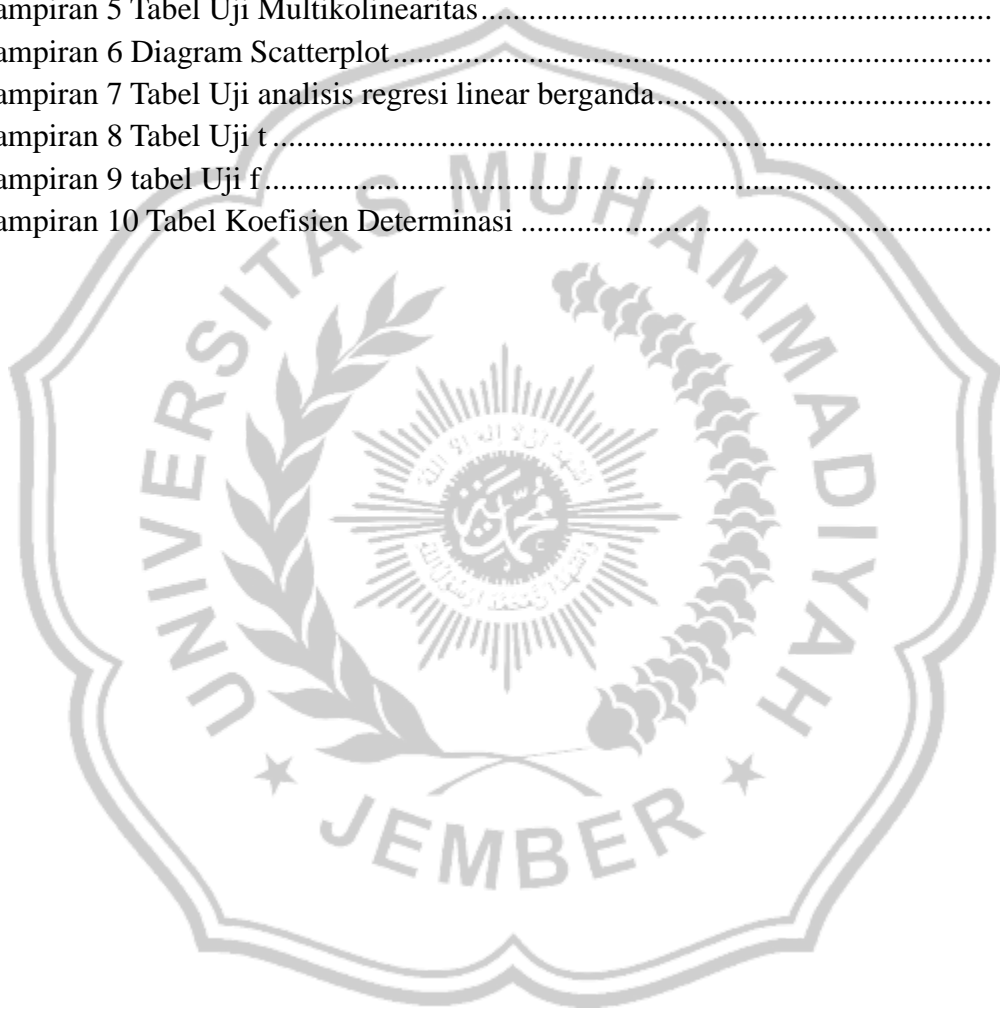 ampiran 5 Tabel Uji Multikolinearitas................................................................
ampiran 6 Diagram Scatterplot...........................................................................
ampiran 7 Tabel Uji analisis regresi linear berganda..........................................
ampiran 8 Tabel Uji t ..........................................................................................
ampiran 9 tabel Uji f...........................................................................................
ampiran 10 Tabel Koefisien Determinasi ...........................................................
UNIVERSITAS MUHAMMADIYAH
JEMBER